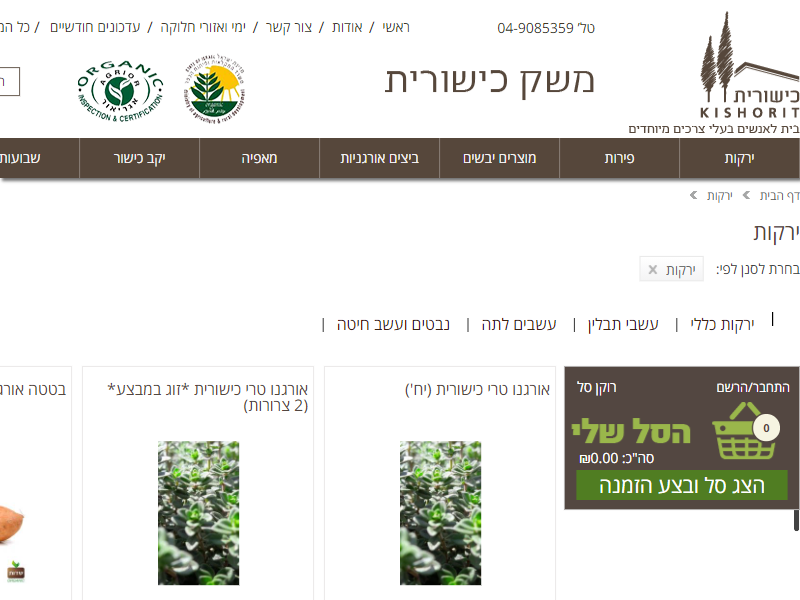 טל' 04-9085359
ראשי / אודות / צור קשר / ימי ואזורי חלוקה / עדכונים חודשיים / כל
משק כישורית
כישורית
KISHORIT
בית לאנשים בעלי צרכים מיוחדים
ORGANIC
AGRIOR
אגריאור
INSPECTION & CERTIFICATION
organic
ירקות
פירות
מוצרים יבשים
ביצים אורגניות
מאפיה
יקב כישור
שבועות
דף הבית
ירקות
ירקות
בחרת לסנן לפי: ירקות x
ירקות כללי | עשבי תבלין | עשבים לתה | נבטים ועשב חיטה |
התחבר/הרשם
רוקן סל
0
הסל שלי
סה"כ: ₪0.00
הצג סל ובצע הזמנה
אורגנו טרי כישורית (יח')
אורגנו טרי כישורית *זוג במבצע*
(2 צרורות)
בטטה